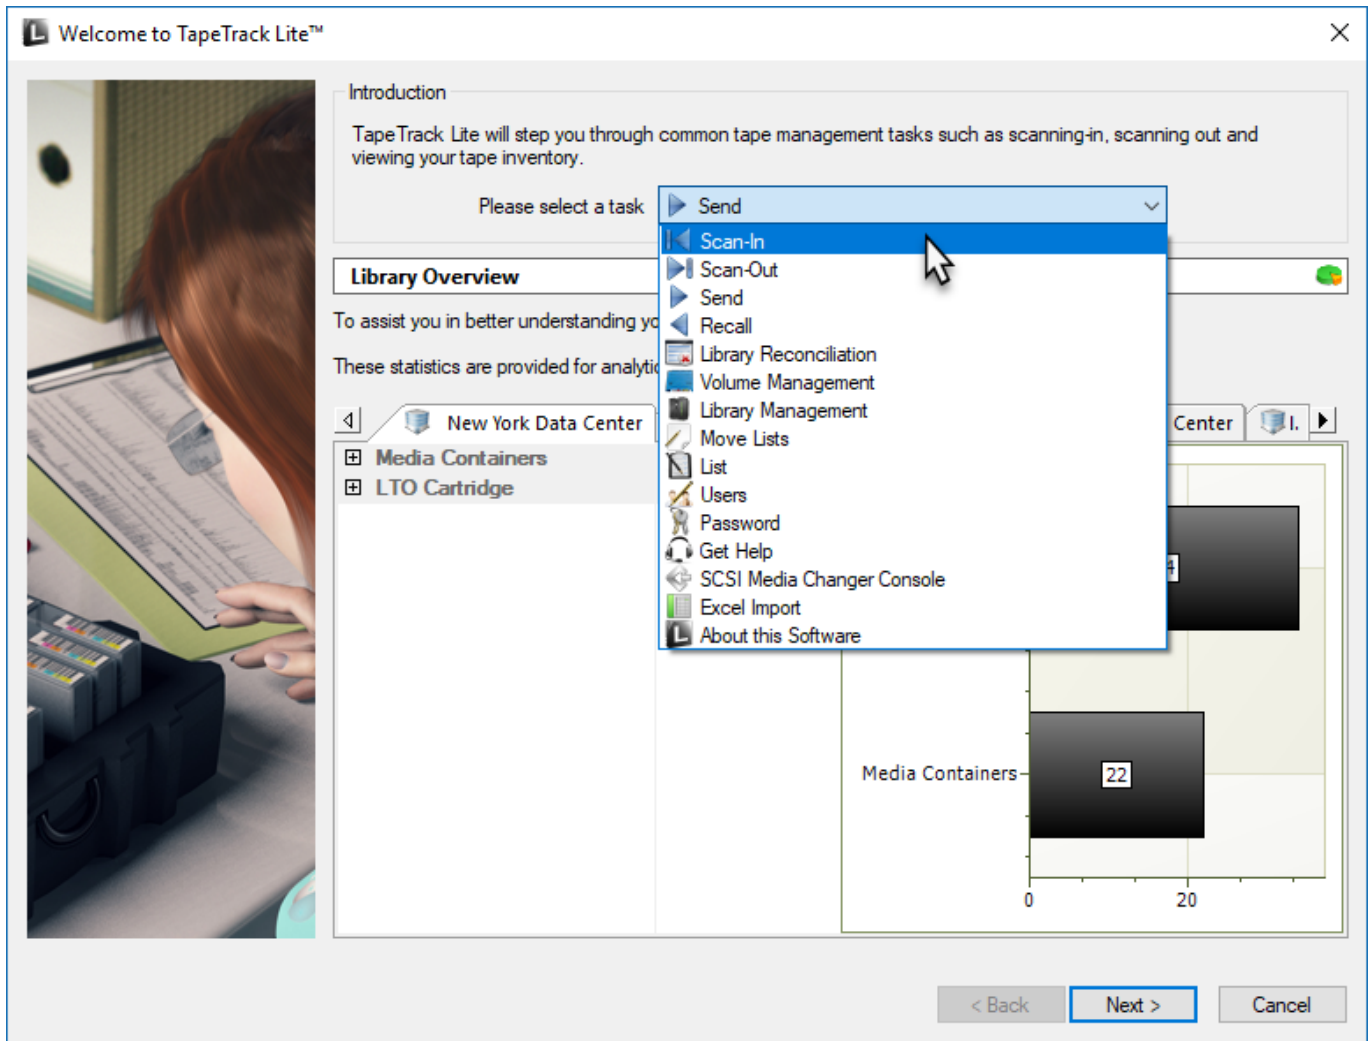 Welcome to TapeTrack Lite™
Introduction
TapeTrack Lite will step you through common tape management tasks such as scanning-in, scanning out and
viewing your tape inventory.
Please select a task
Send
Scan-In
Scan-Out
Send
Recall
Library Reconciliation
Volume Management
Library Management
Move Lists
List
Users
Password
Get Help
SCSI Media Changer Console
Excel Import
About this Software
Library Overview
To assist you in better understanding
These statistics are provided for
New York Data Center
Center
I.
Media Containers
LTO Cartridge
4
Media Containers
22
0
20
< Back
Next >
Cancel